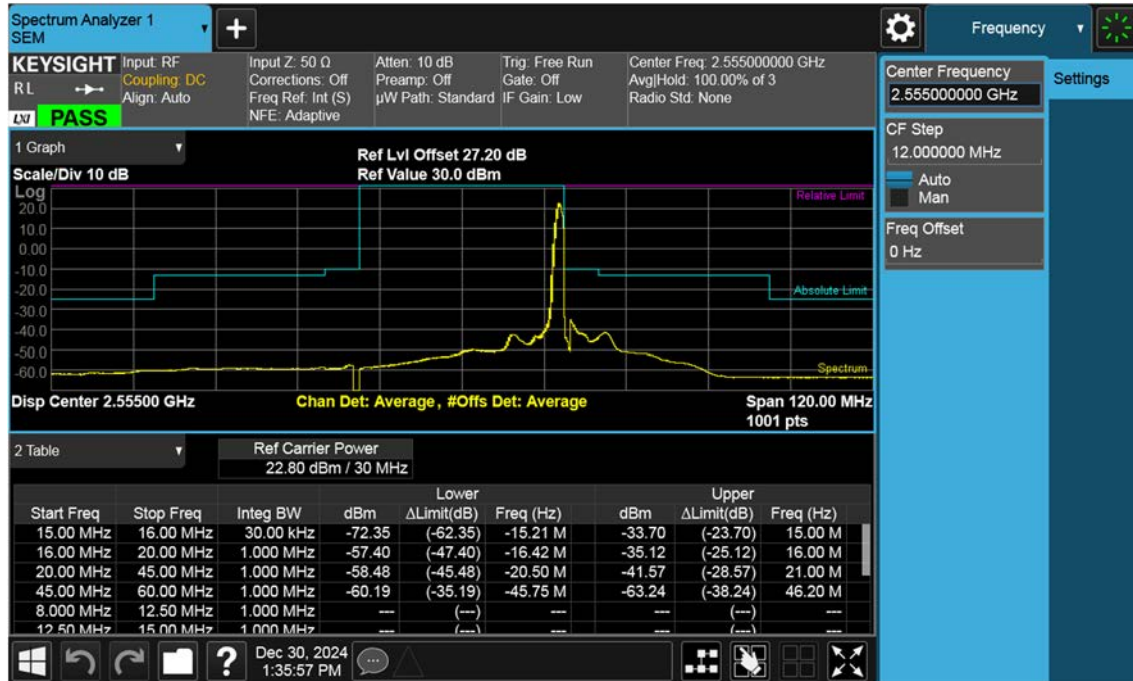 Spectrum Analyzer 1
SEM
+
Frequency
KEYSIGHT
RL
LXI
PASS
Input: RF
Coupling: DC
Align: Auto
Input Z: 50 Ω
Corrections: Off
Freq Ref: Int (S)
NFE: Adaptive
Atten: 10 dB
Preamp: Off
µW Path: Standard
Trig: Free Run
Gate: Off
IF Gain: Low
Center Freq: 2.555000000 GHz
Avg|Hold: 100.00% of 3
Radio Std: None
Center Frequency
2.555000000 GHz
Settings
CF Step
12.000000 MHz
Auto
Man
Freq Offset
0 Hz
1 Graph
Scale/Div 10 dB
Ref Lvl Offset 27.20 dB
Ref Value 30.0 dBm
Log
20.0
10.0
0.00
-10.0
-20.0
-30.0
-40.0
-50.0
-60.0
Relative Limit
Absolute Limit
Spectrum
Disp Center 2.55500 GHz
Chan Det: Average, #Offs Det: Average
Span 120.00 MHz
1001 pts
2 Table
Ref Carrier Power
22.80 dBm / 30 MHz
Lower Upper
Start Freq Stop Freq Integ BW dBm ΔLimit(dB) Freq (Hz) dBm ΔLimit(dB) Freq (Hz)
15.00 MHz 16.00 MHz 30.00 kHz -72.35 (-62.35) -15.21 M -33.70 (-23.70) 15.00 M
16.00 MHz 20.00 MHz 1.000 MHz -57.40 (-47.40) -16.42 M -35.12 (-25.12) 16.00 M
20.00 MHz 45.00 MHz 1.000 MHz -58.48 (-45.48) -20.50 M -41.57 (-28.57) 21.00 M
45.00 MHz 60.00 MHz 1.000 MHz -60.19 (-35.19) -45.75 M -63.24 (-38.24) 46.20 M
8.000 MHz 12.50 MHz 1.000 MHz --- (---) --- --- (---) ---
12.50 MHz 15.00 MHz 1.000 MHz --- (---) --- --- (---) ---
?
Dec 30, 2024
1:35:57 PM